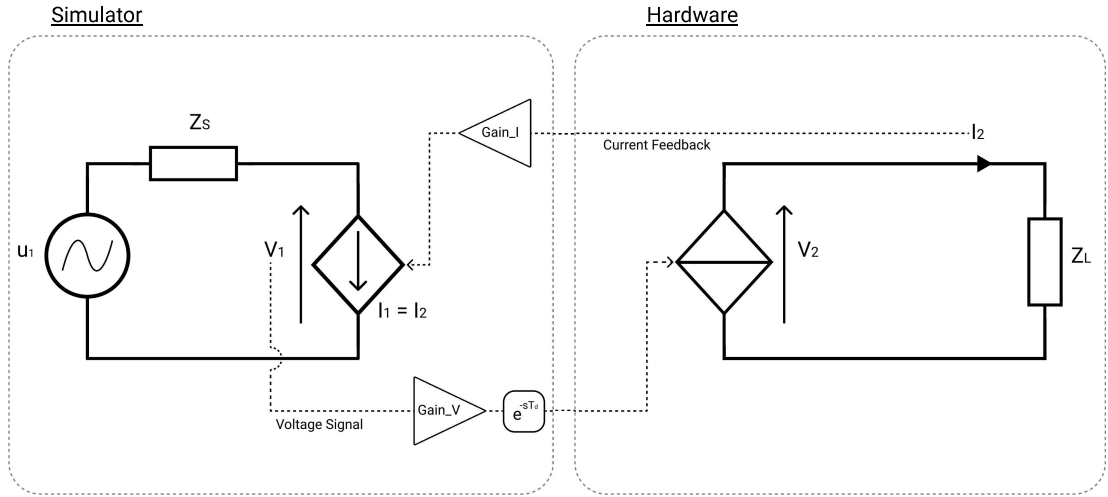 Simulator
Hardware
Zs
Gain_I
I2
Current Feedback
u1
V1
I1 = I2
V2
ZL
Gain_V
e-sTd
Voltage Signal